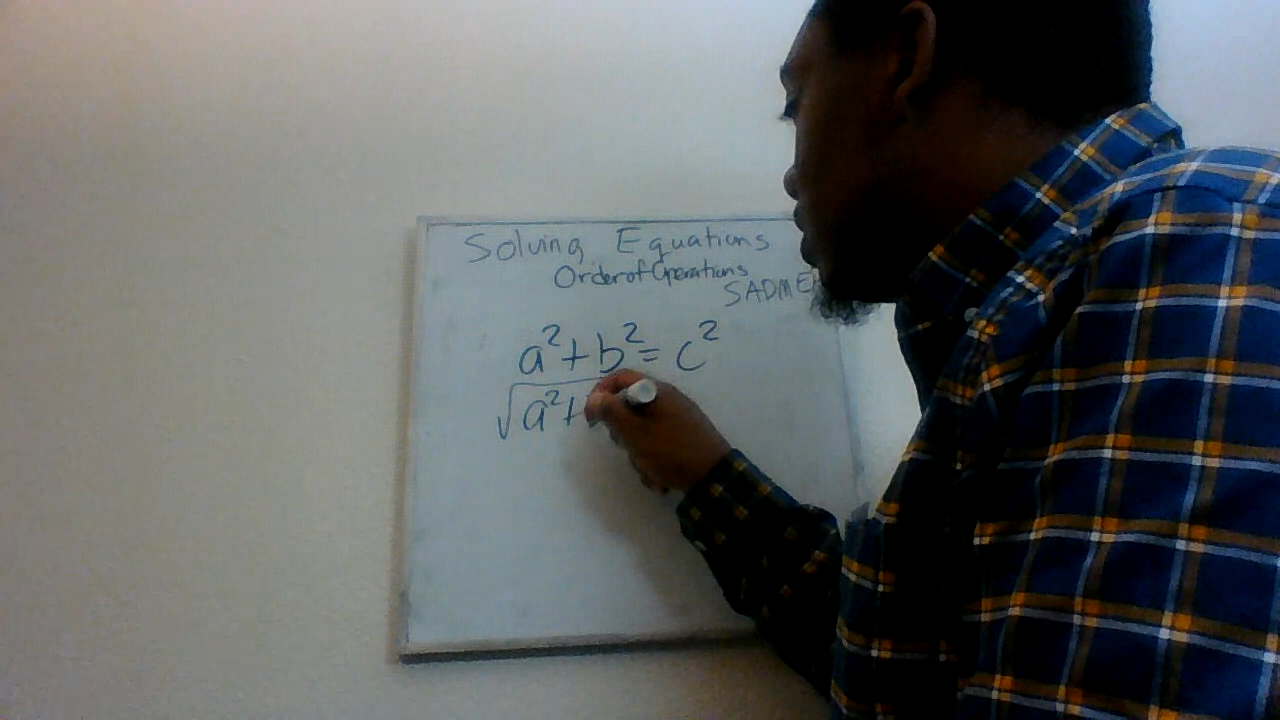 Solving Equations
Order of Operations
SADME
a² + b² = c²
√a² +